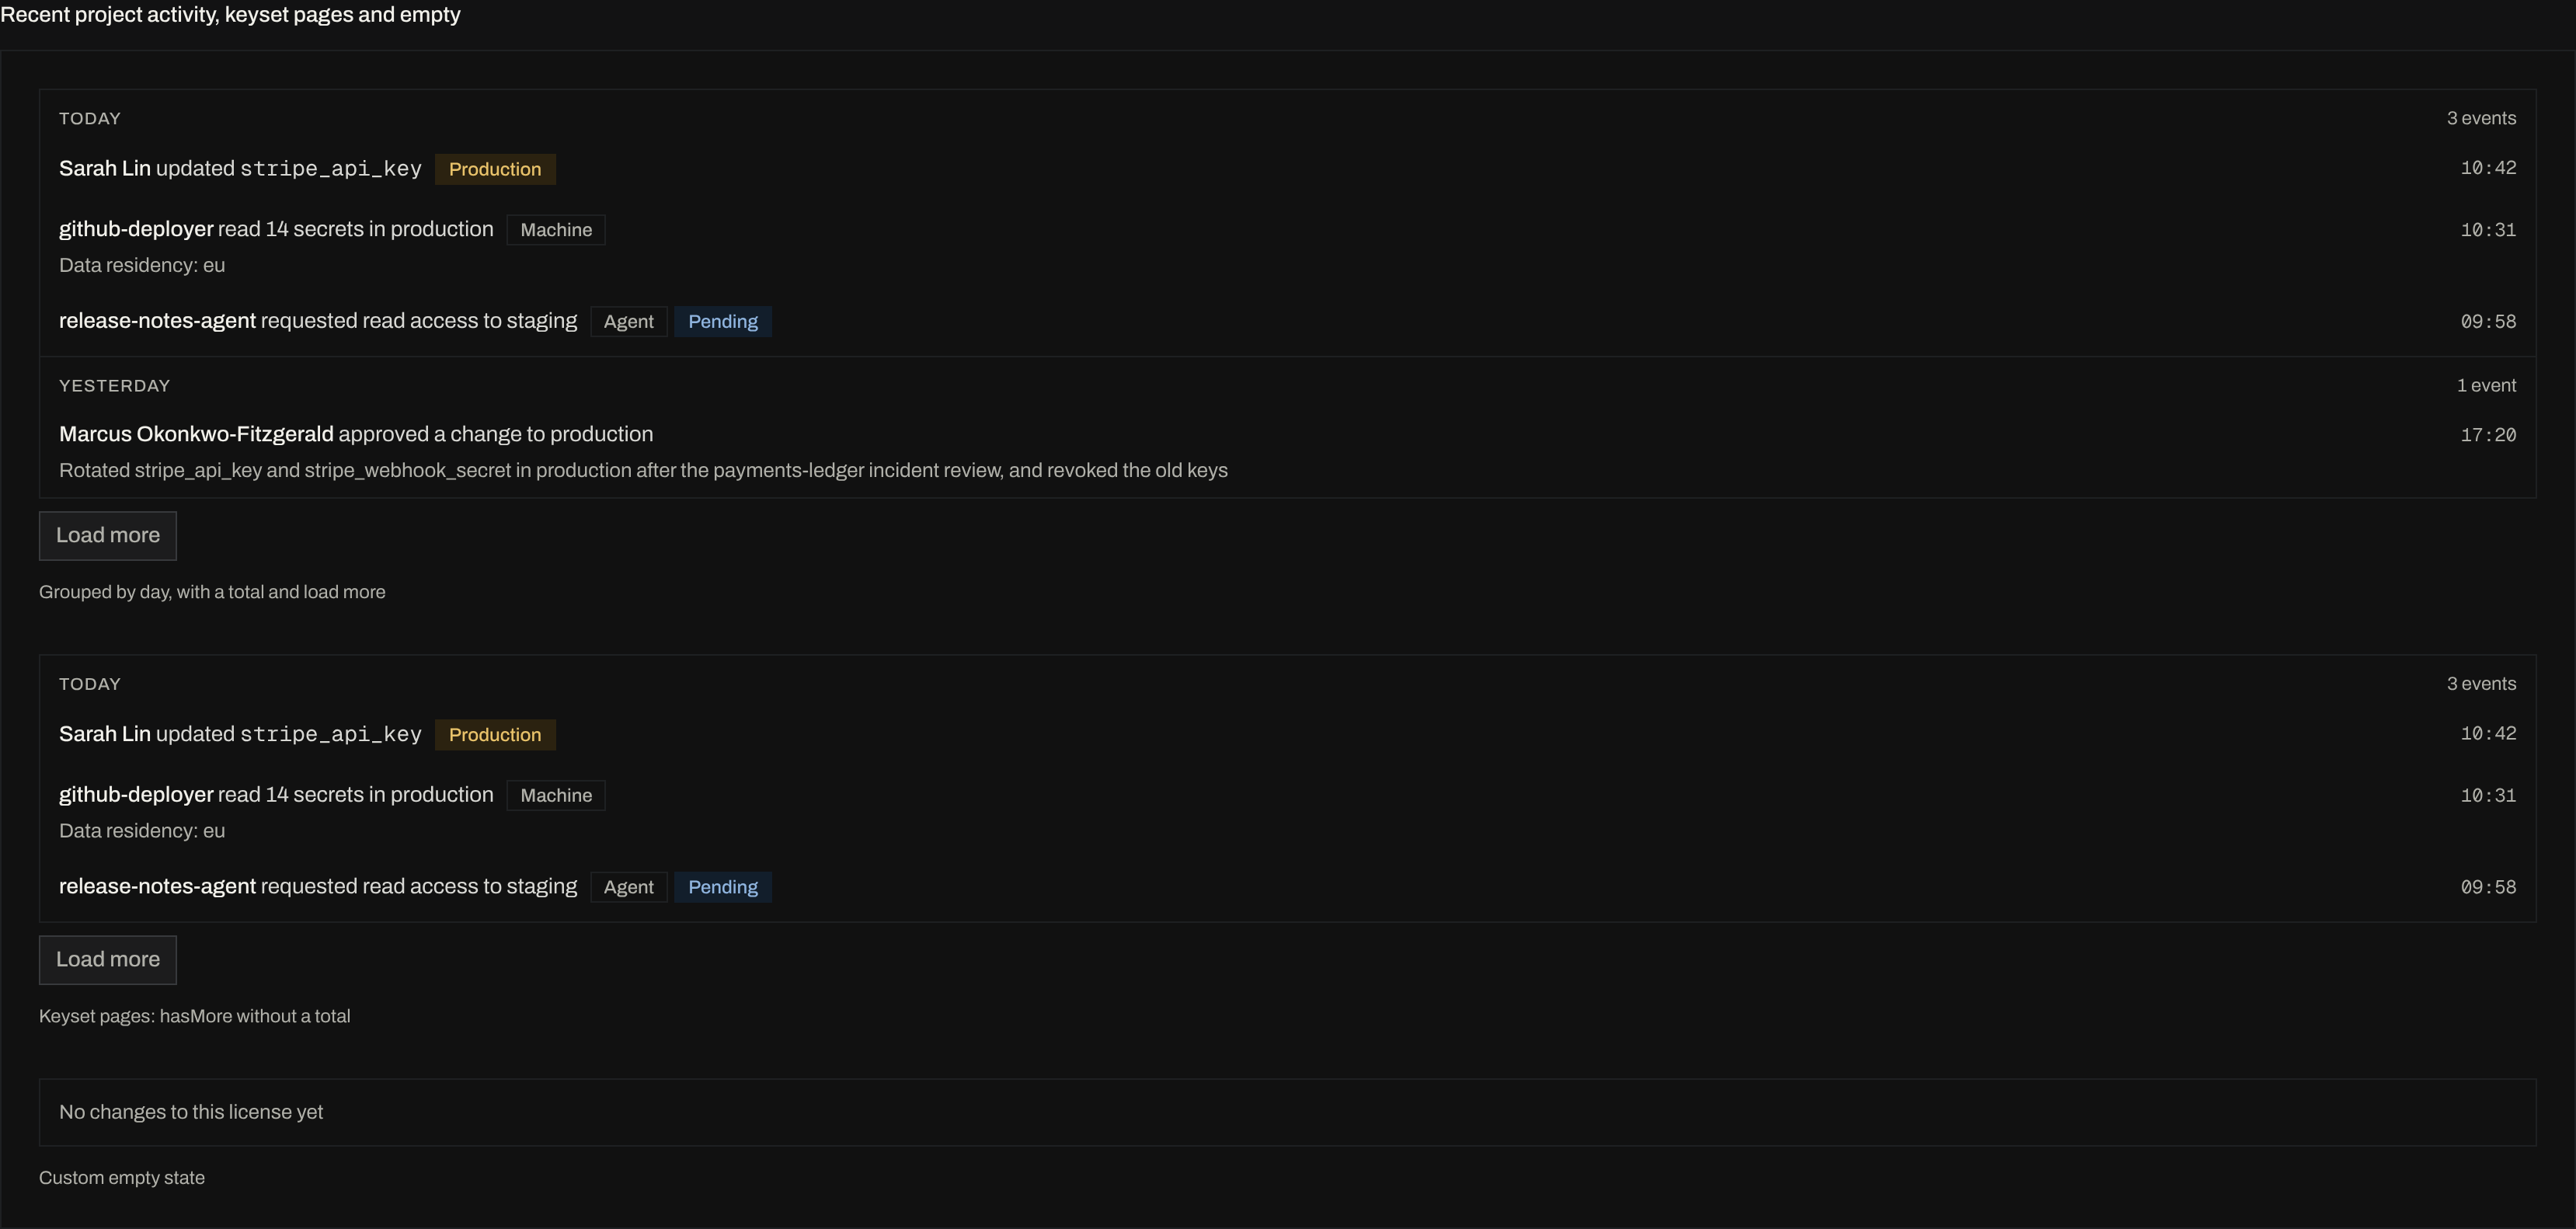 Recent project activity, keyset pages and empty
TODAY 3 events
Sarah Lin updated stripe_api_key Production 10:42
github-deployer read 14 secrets in production Machine 10:31
Data residency: eu
release-notes-agent requested read access to staging Agent Pending 09:58
YESTERDAY 1 event
Marcus Okonkwo-Fitzgerald approved a change to production 17:20
Rotated stripe_api_key and stripe_webhook_secret in production after the payments-ledger incident review, and revoked the old keys
Load more
Grouped by day, with a total and load more
TODAY 3 events
Sarah Lin updated stripe_api_key Production 10:42
github-deployer read 14 secrets in production Machine 10:31
Data residency: eu
release-notes-agent requested read access to staging Agent Pending 09:58
Load more
Keyset pages: hasMore without a total
No changes to this license yet
Custom empty state